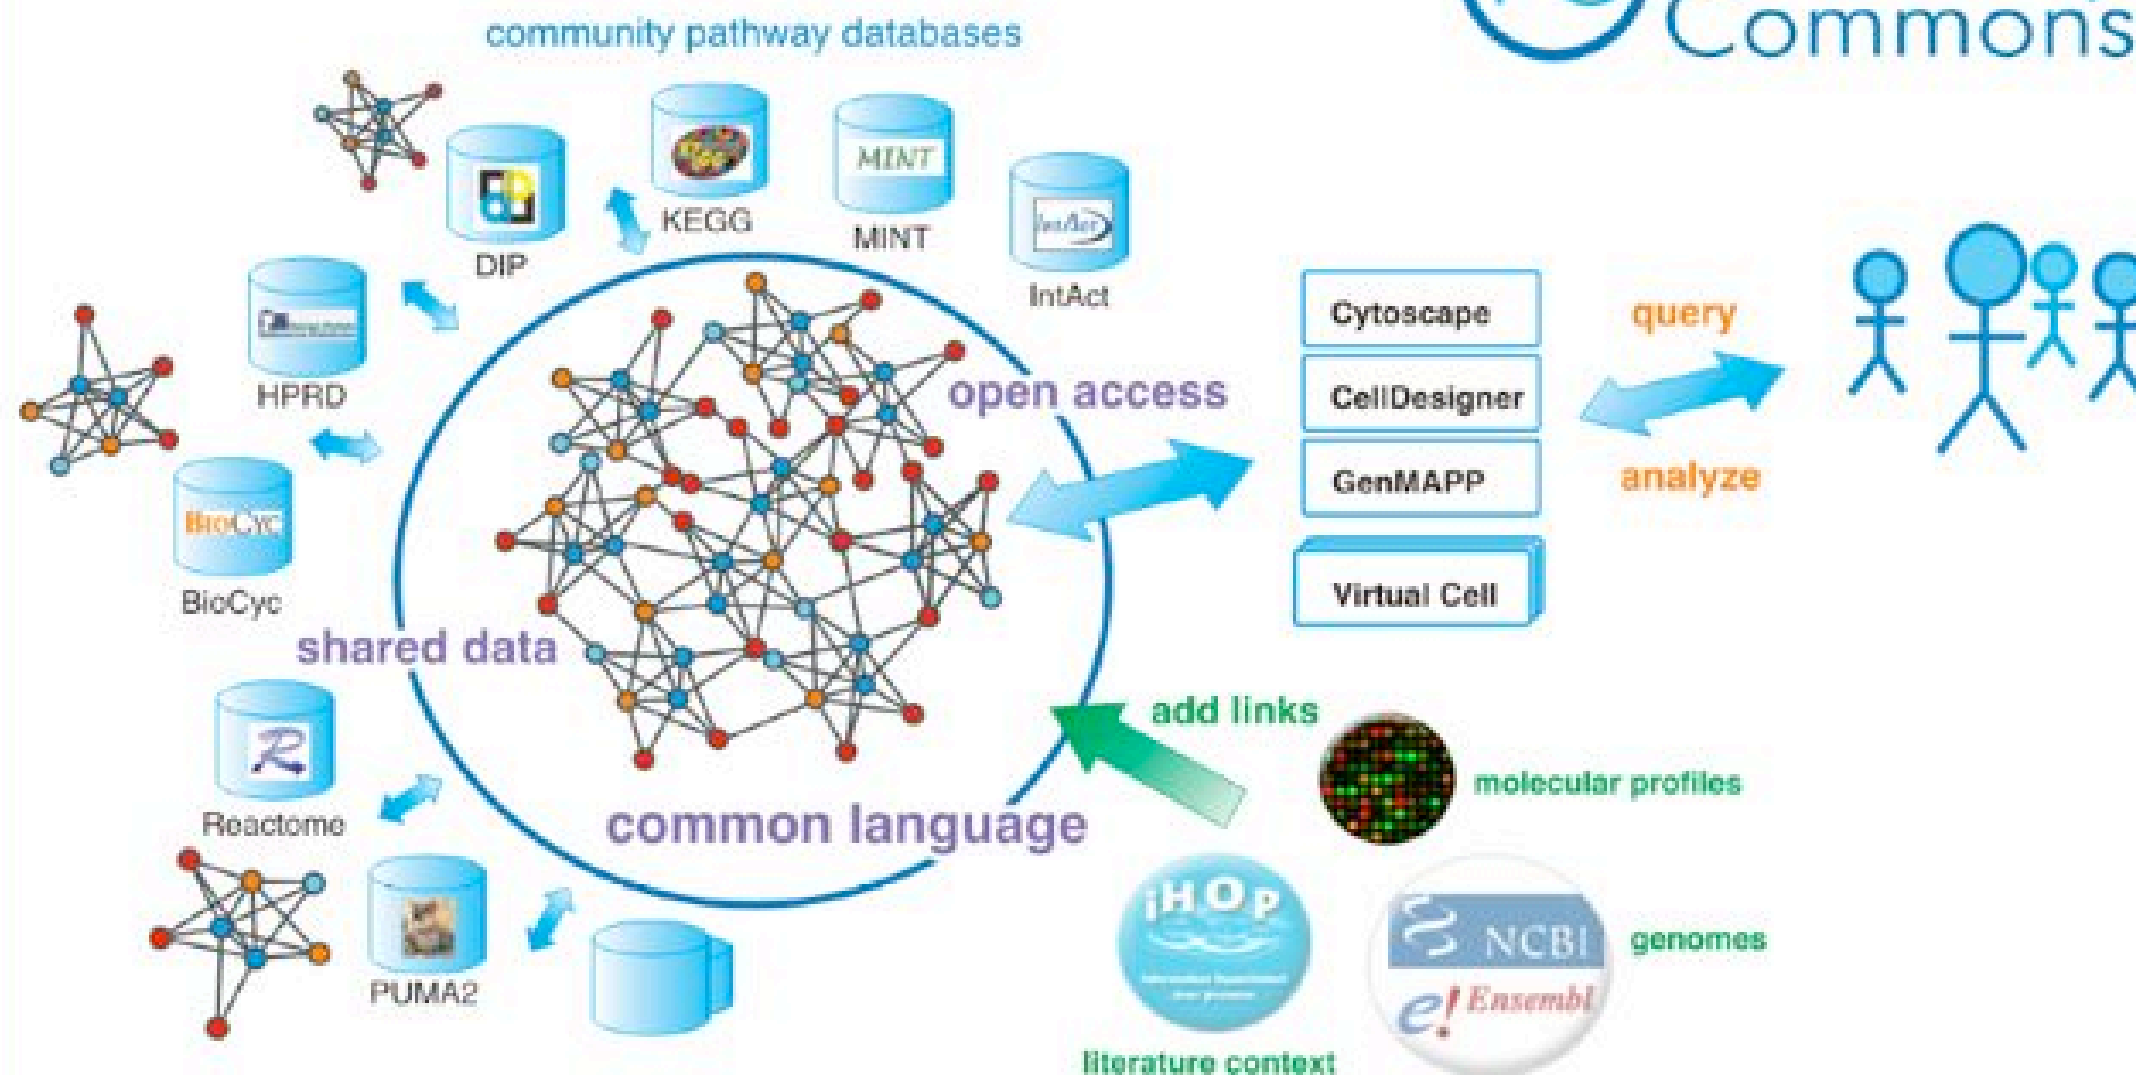 Commons
community pathway databases
KEGG
MINT
MINT
IntAct
IntAct
DIP
HPRD
BIOCYC
BioCyc
open access
shared data
common language
R
Reactome
PUMA2
Cytoscape
CellDesigner
GenMAPP
Virtual Cell
query
analyze
add links
molecular profiles
iHOp
literature context
NCBI
e! Ensembl
genomes